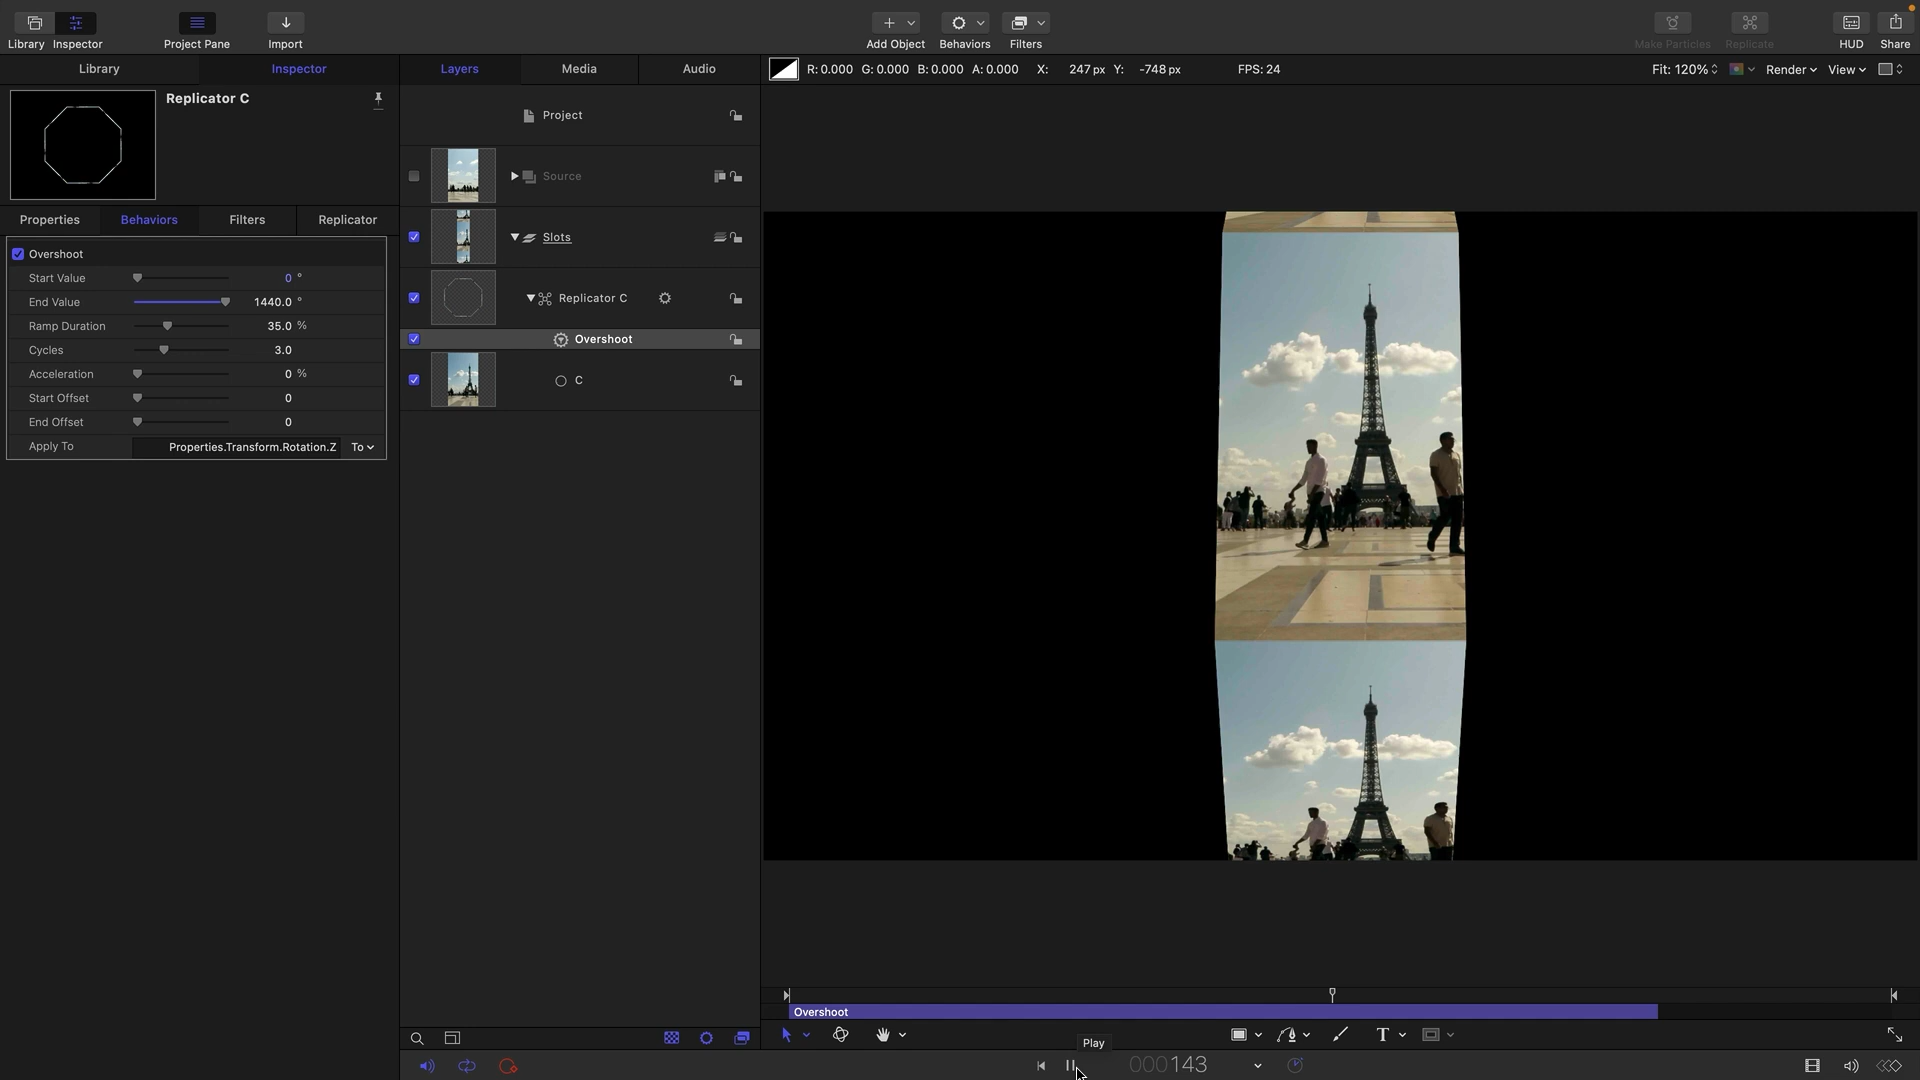 Library
Inspector
Project Pane
Import
Add Object
Behaviors
Filters
Make Particles
Replicate
HUD
Share
Library
Inspector
Layers
Media
Audio
R: 0.000 G: 0.000 B: 0.000 A: 0.000 X: 247 px Y: -748 px FPS: 24
Fit: 120%
Render
View
Replicator C
Properties
Behaviors
Filters
Replicator
Overshoot
Start Value 0 °
End Value 1440.0 °
Ramp Duration 35.0 %
Cycles 3.0
Acceleration 0 %
Start Offset 0
End Offset 0
Apply To Properties.Transform.Rotation.Z To
Project
Source
Slots
Replicator C
Overshoot
C
Overshoot
T
Play
000143